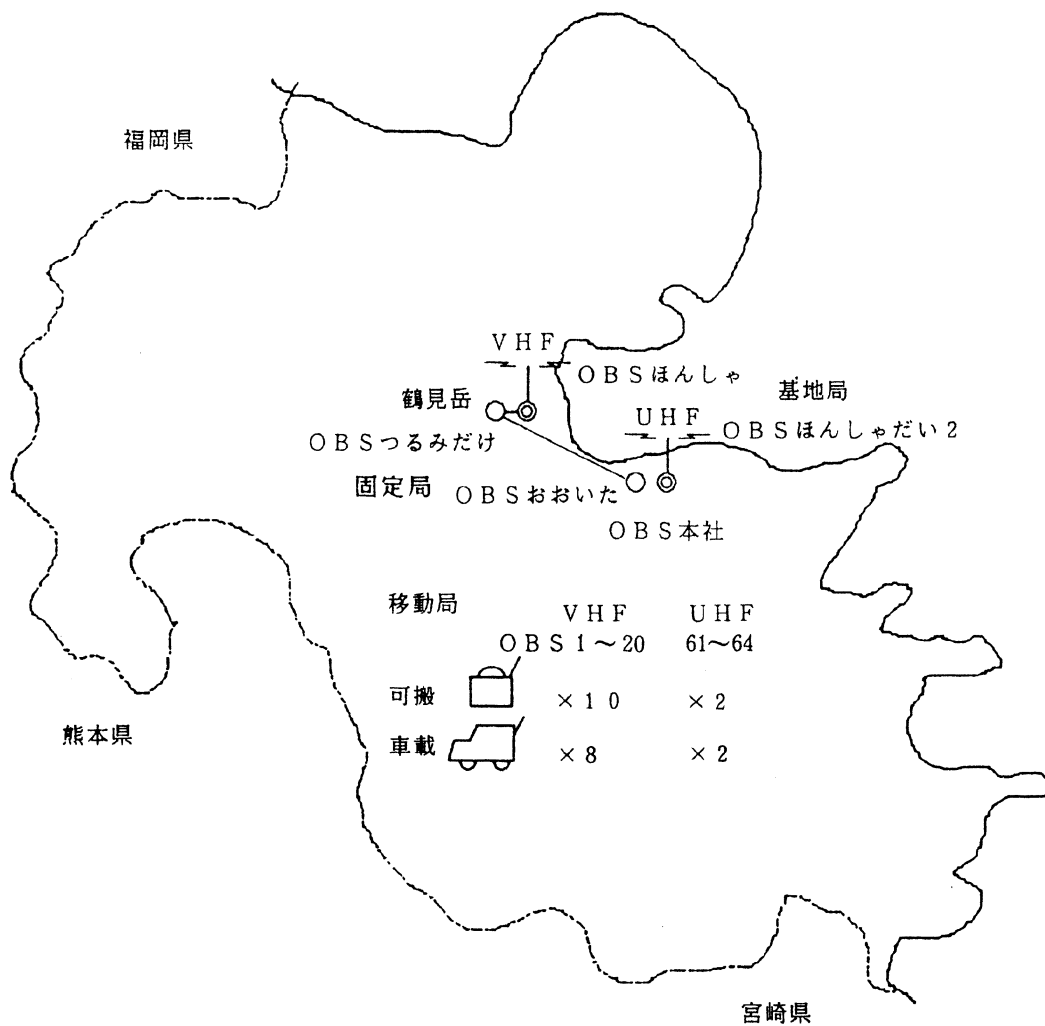 福岡県
VHF
OBSほんしゃ
鶴見岳
基地局
UHF
OBSほんしゃだい2
OBSつるみだけ
固定局
OBSおおいた
OBS本社
移動局
VHF UHF
OBS1～20 61～64
可搬 ×10 ×2
車載 ×8 ×2
熊本県
宮崎県